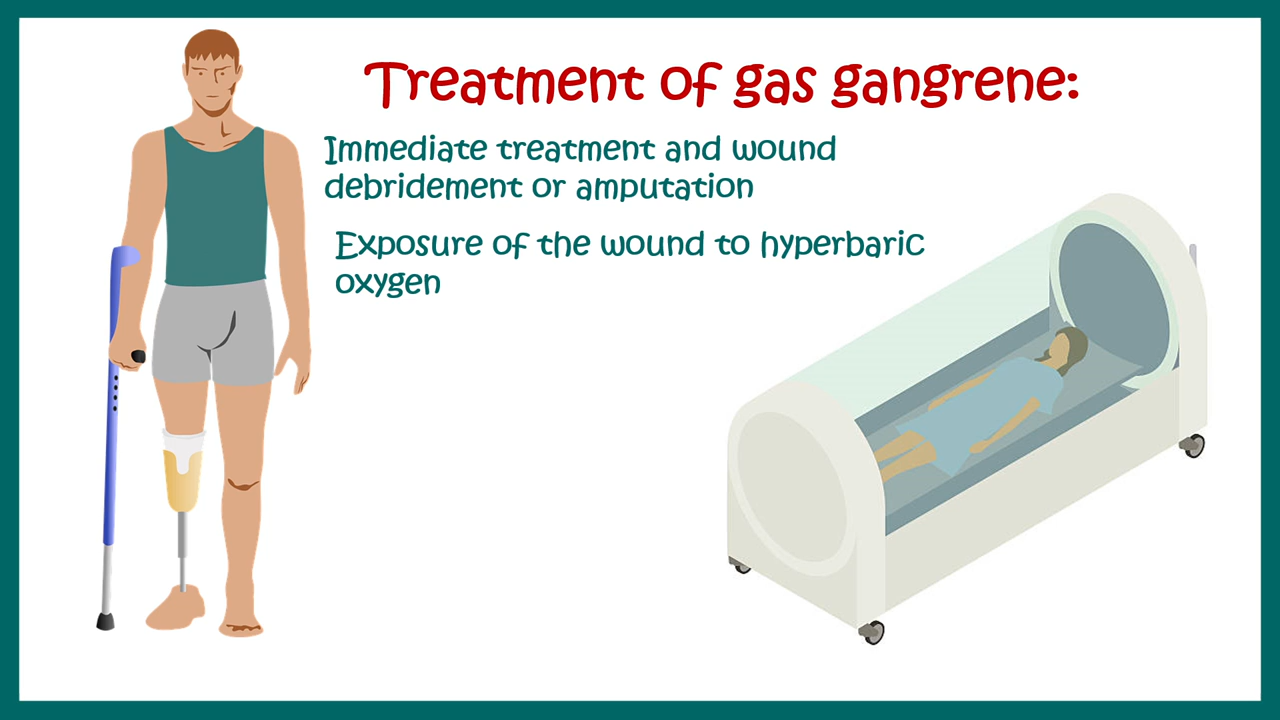 Treatment of gas gangrene:
Immediate treatment and wound
debridement or amputation
Exposure of the wound to hyperbaric
oxygen